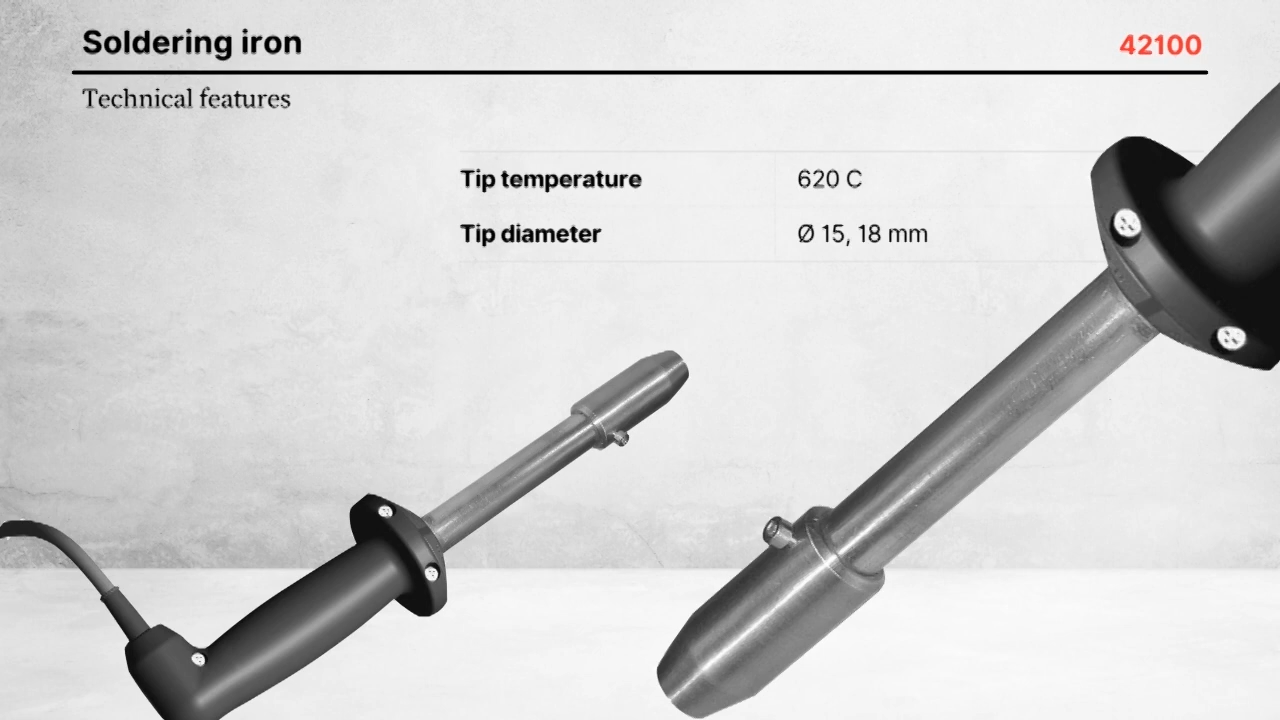 Soldering iron
42100
Technical features
Tip temperature 620 C
Tip diameter Ø 15, 18 mm